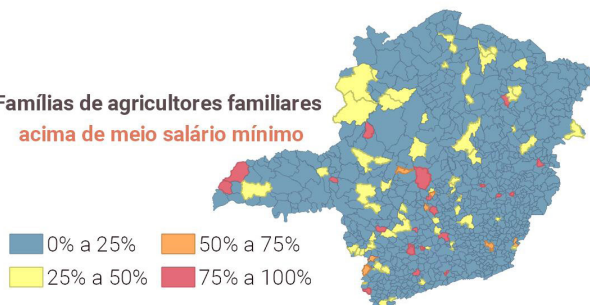 Famílias de agricultores familiares
acima de meio salário mínimo
0% a 25%
50% a 75%
25% a 50%
75% a 100%